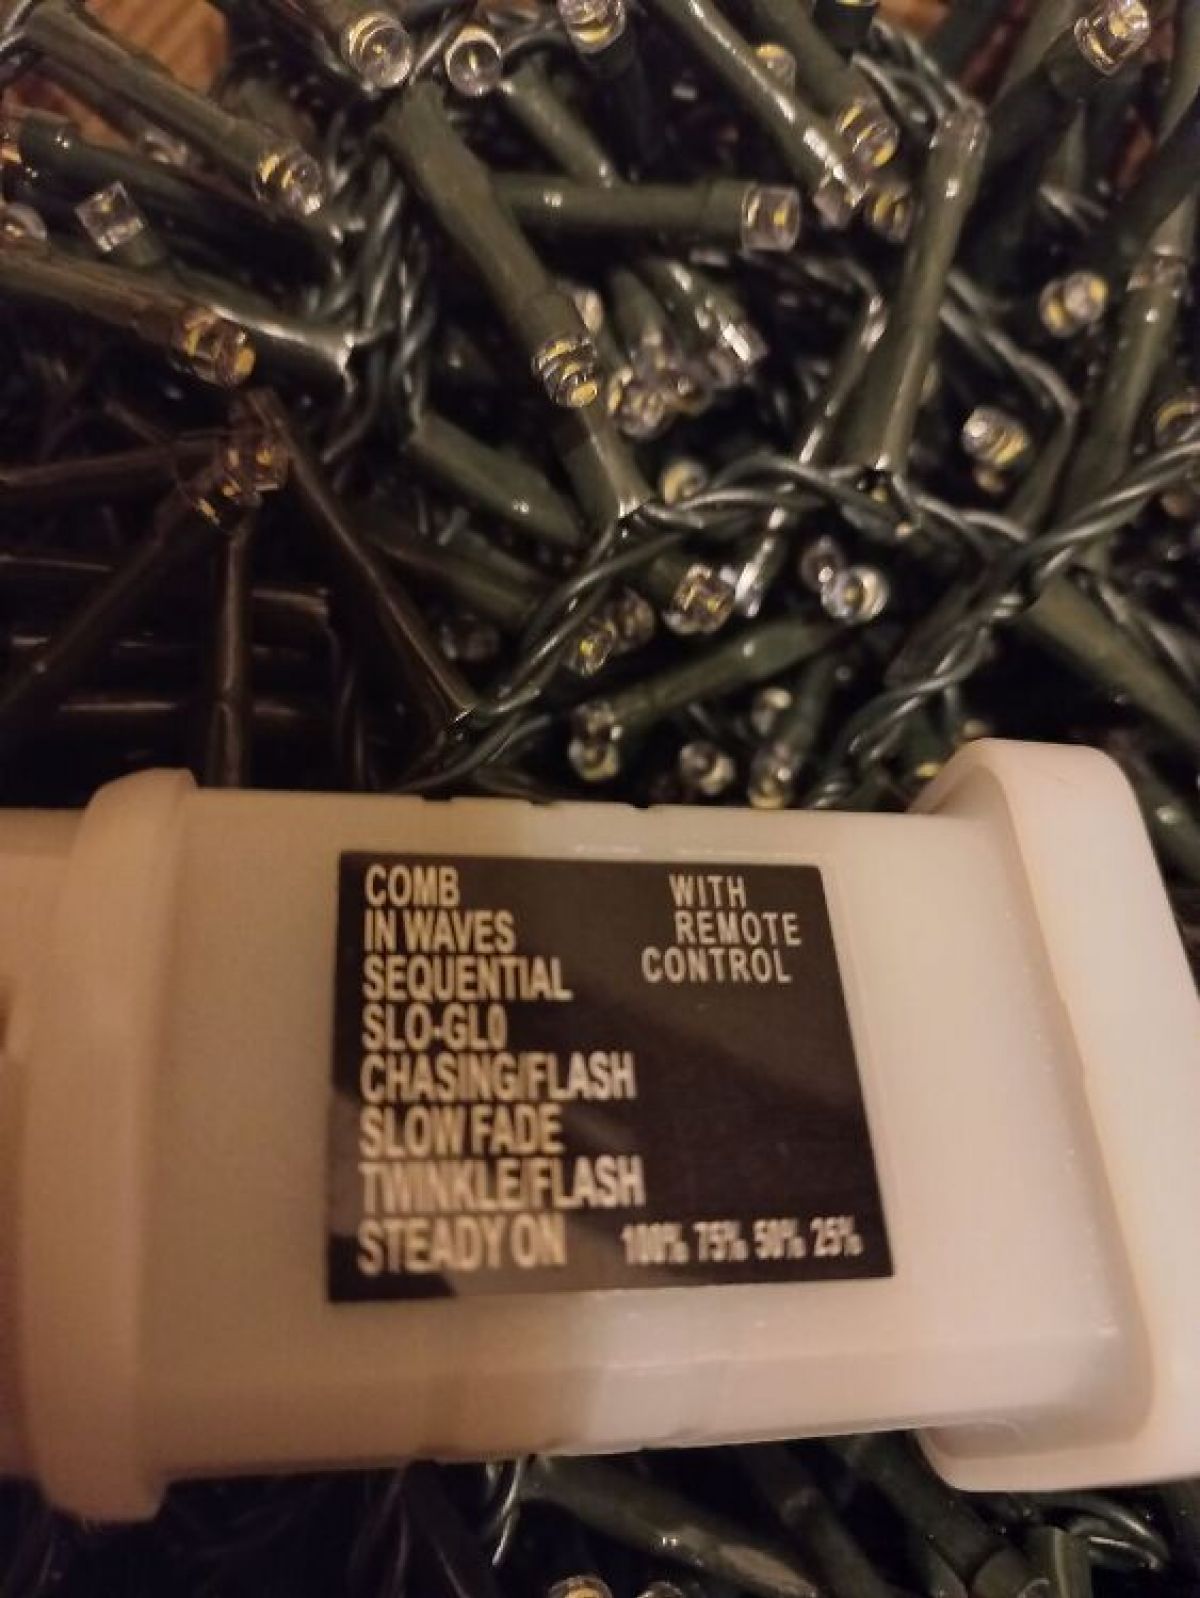 COMB
IN WAVES
SEQUENTIAL
SLO-GLO
CHASING/FLASH
SLOW FADE
TWINKLE/FLASH
STEADY ON 100% 75% 50% 25%
WITH
REMOTE
CONTROL